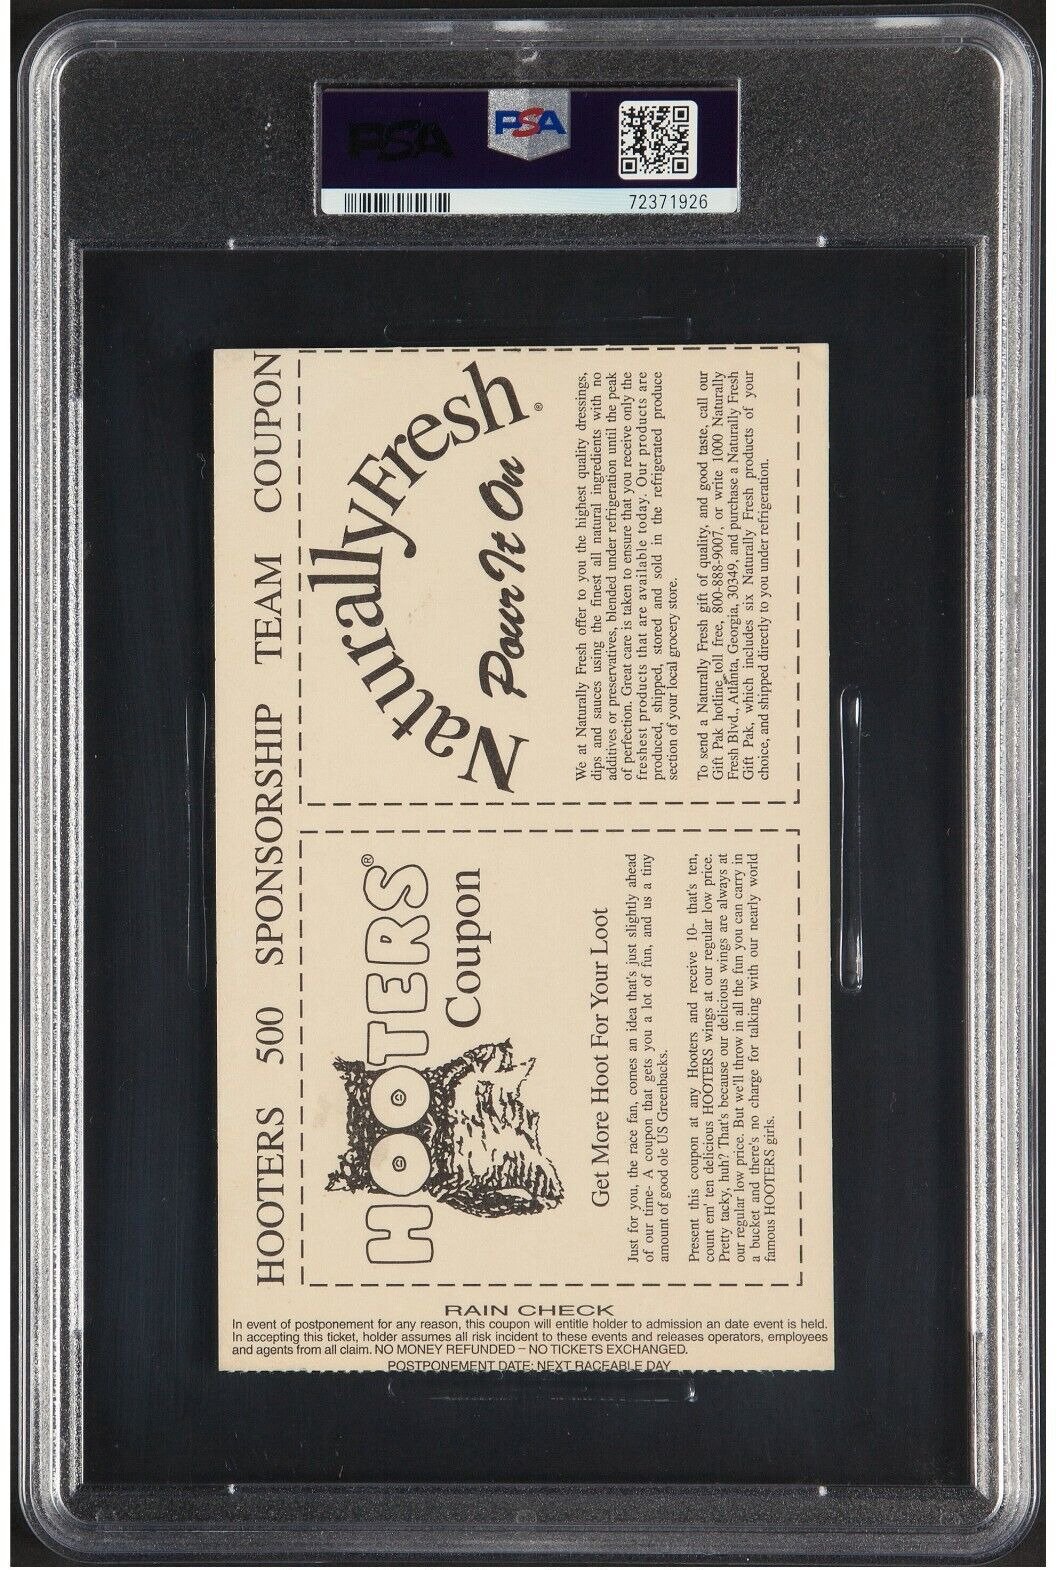 PSA
PSA
72371926
HOOTERS 500 SPONSORSHIP TEAM COUPON
HOOTERS®
Coupon
Get More Hoot For Your Loot
Just for you, the race fan, comes an idea that's just slightly ahead
of our time- A coupon that gets you a lot of fun, and us a tiny
amount of good ole US Greenbacks.
Present this coupon at any Hooters and receive 10- that's ten,
count em' ten delicious HOOTERS wings at our regular low price.
Pretty tacky, huh? That's because our delicious wings are always at
our regular low price. But we'll throw in all the fun you can carry in
a bucket and there's no charge for talking with our nearly world
famous HOOTERS girls.
Naturally Fresh®
Pour It On
We at Naturally Fresh offer to you the highest quality dressings,
dips and sauces using the finest all natural ingredients with no
additives or preservatives, blended under refrigeration until the peak
of perfection. Great care is taken to ensure that you receive only the
freshest products that are available today. Our products are
produced, shipped, stored and sold in the refrigerated produce
section of your local grocery store.
To send a Naturally Fresh gift of quality, and good taste, call our
Gift Pak hotline toll free, 800-888-9007, or write 1000 Naturally
Fresh Blvd., Atlanta, Georgia, 30349, and purchase a Naturally Fresh
Gift Pak, which includes six Naturally Fresh products of your
choice, and shipped directly to you under refrigeration.
RAIN CHECK
In event of postponement for any reason, this coupon will entitle holder to admission an date event is held.
In accepting this ticket, holder assumes all risk incident to these events and releases operators, employees
and agents from all claim. NO MONEY REFUNDED – NO TICKETS EXCHANGED.
POSTPONEMENT DATE: NEXT RACEABLE DAY